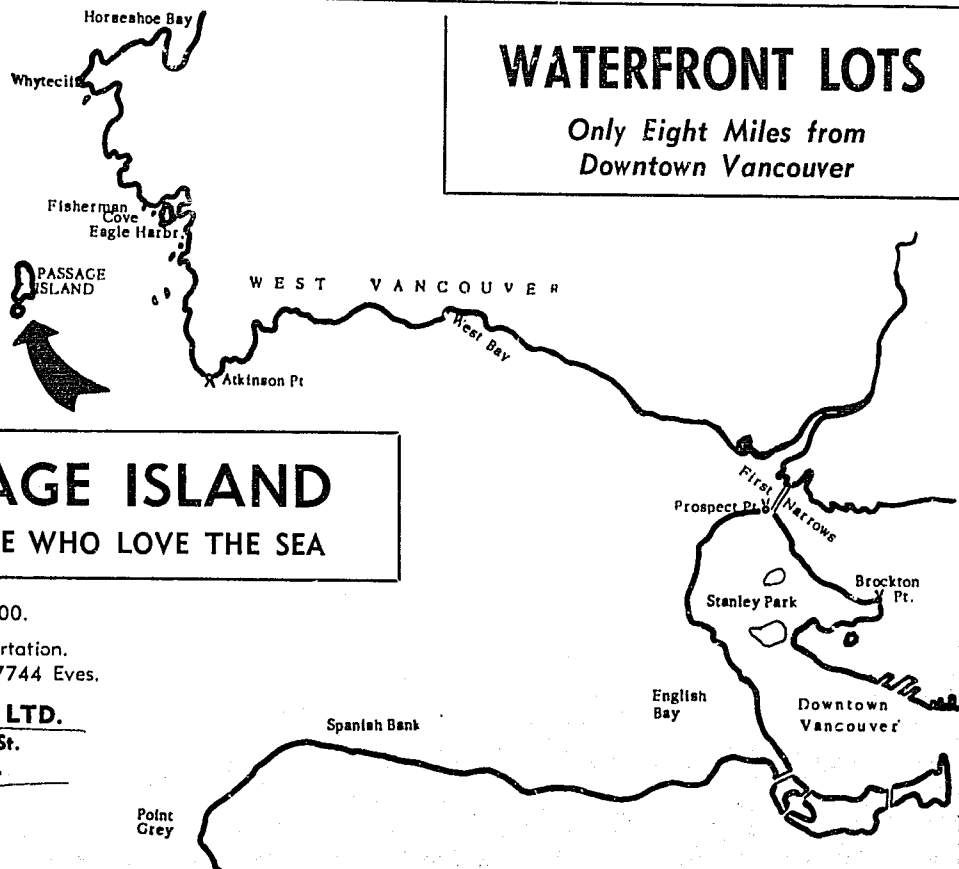 Horseshoe Bay
WATERFRONT LOTS
Only Eight Miles from
Downtown Vancouver
Whytecliff
Fisherman
Cove
Eagle Harbr.
PASSAGE
ISLAND
WEST VANCOUVER
West Bay
Atkinson Pt
AGE ISLAND
E WHO LOVE THE SEA
First Narrows
Prospect Pt
Brockton
Pt.
Stanley Park
00.
rtation.
7744 Eves.
LTD.
St.
English
Bay
Downtown
Vancouver
Spanish Bank
Point
Grey